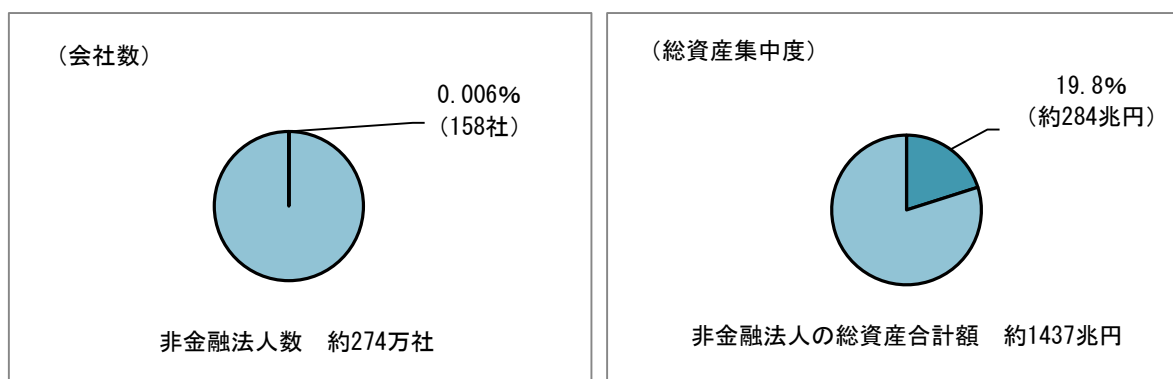 （会社数）
0.006%
（158社）
非金融法人数　約274万社
（総資産集中度）
19.8%
（約284兆円）
非金融法人の総資産合計額　約1437兆円